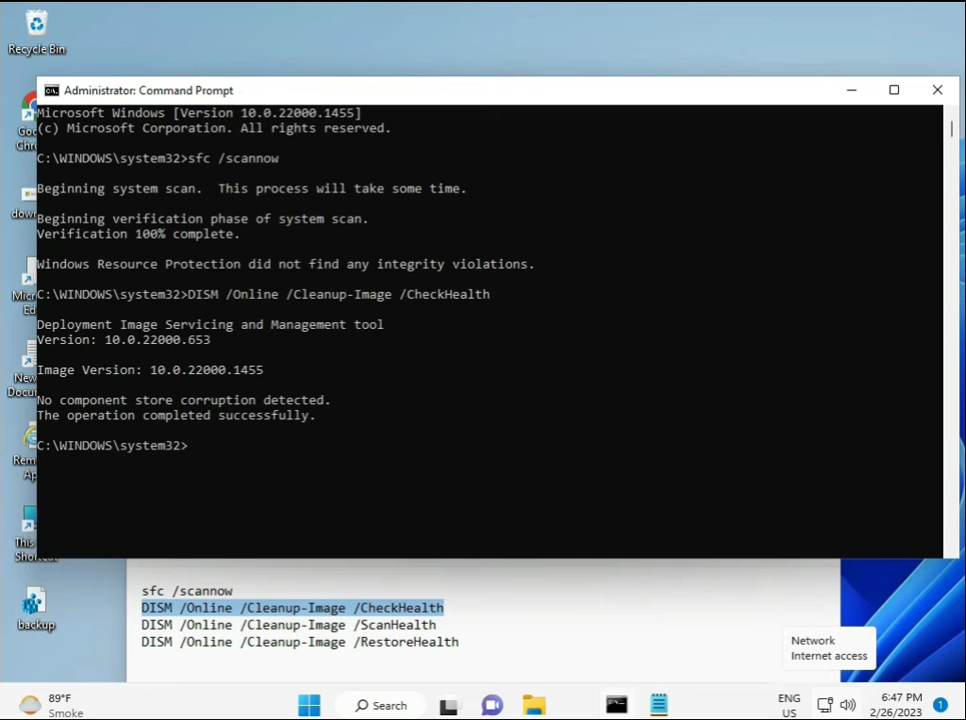 Recycle Bin
Administrator: Command Prompt
Microsoft Windows [Version 10.0.22000.1455]
(c) Microsoft Corporation. All rights reserved.
C:\WINDOWS\system32>sfc /scannow
Beginning system scan.  This process will take some time.
Beginning verification phase of system scan.
Verification 100% complete.
Windows Resource Protection did not find any integrity violations.
C:\WINDOWS\system32>DISM /Online /Cleanup-Image /CheckHealth
Deployment Image Servicing and Management tool
Version: 10.0.22000.653
Image Version: 10.0.22000.1455
No component store corruption detected.
The operation completed successfully.
C:\WINDOWS\system32>
backup
sfc /scannow
DISM /Online /Cleanup-Image /CheckHealth
DISM /Online /Cleanup-Image /ScanHealth
DISM /Online /Cleanup-Image /RestoreHealth
Network
Internet access
89°F
Smoke
Search
ENG
US
6:47 PM
2/26/2023
1